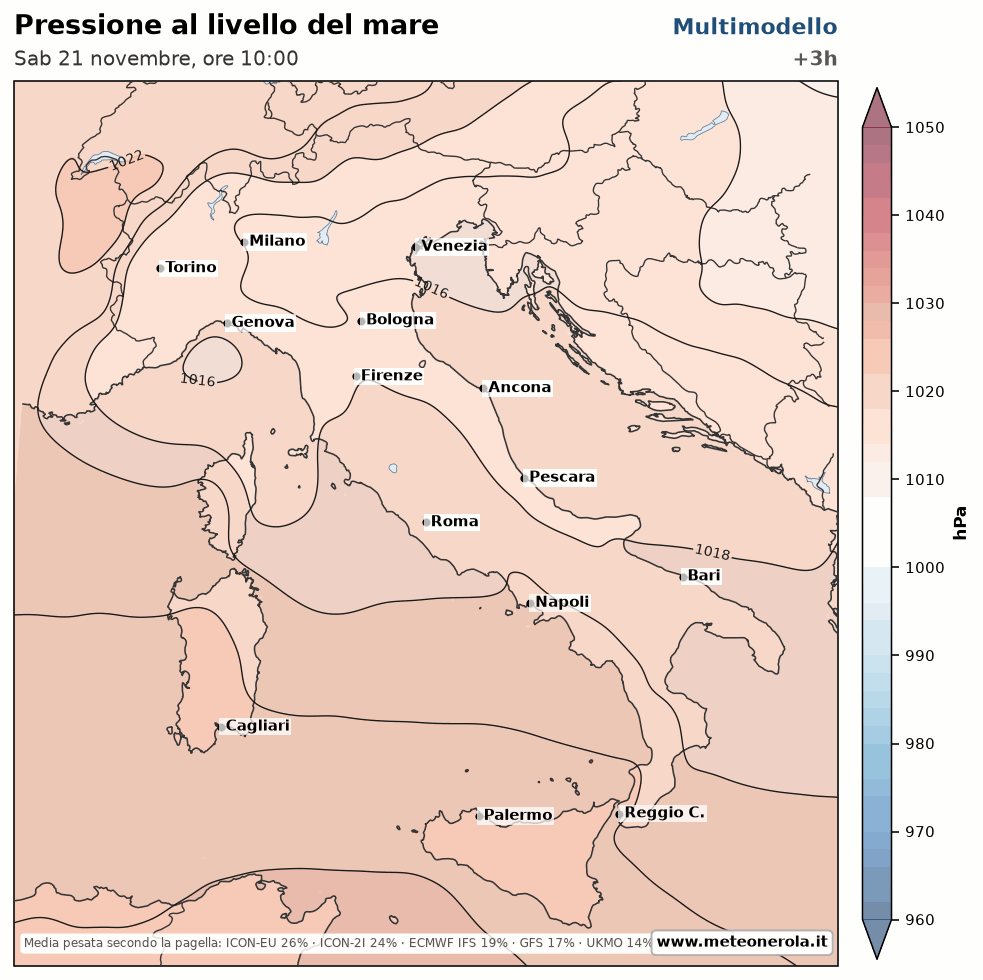 Pressione al livello del mare
Multimodello
Sab 21 novembre, ore 10:00
+3h
1022
Milano
Venezia
Torino
1016
Genova
Bologna
1016
Firenze
Ancona
Pescara
Roma
1018
Bari
Napoli
Cagliari
Palermo
Reggio C.
Media pesata secondo la pagella: ICON-EU 26% · ICON-2I 24% · ECMWF IFS 19% · GFS 17% · UKMO 14%
www.meteonerola.it
1050
1040
1030
1020
1010
1000
990
980
970
960
hPa